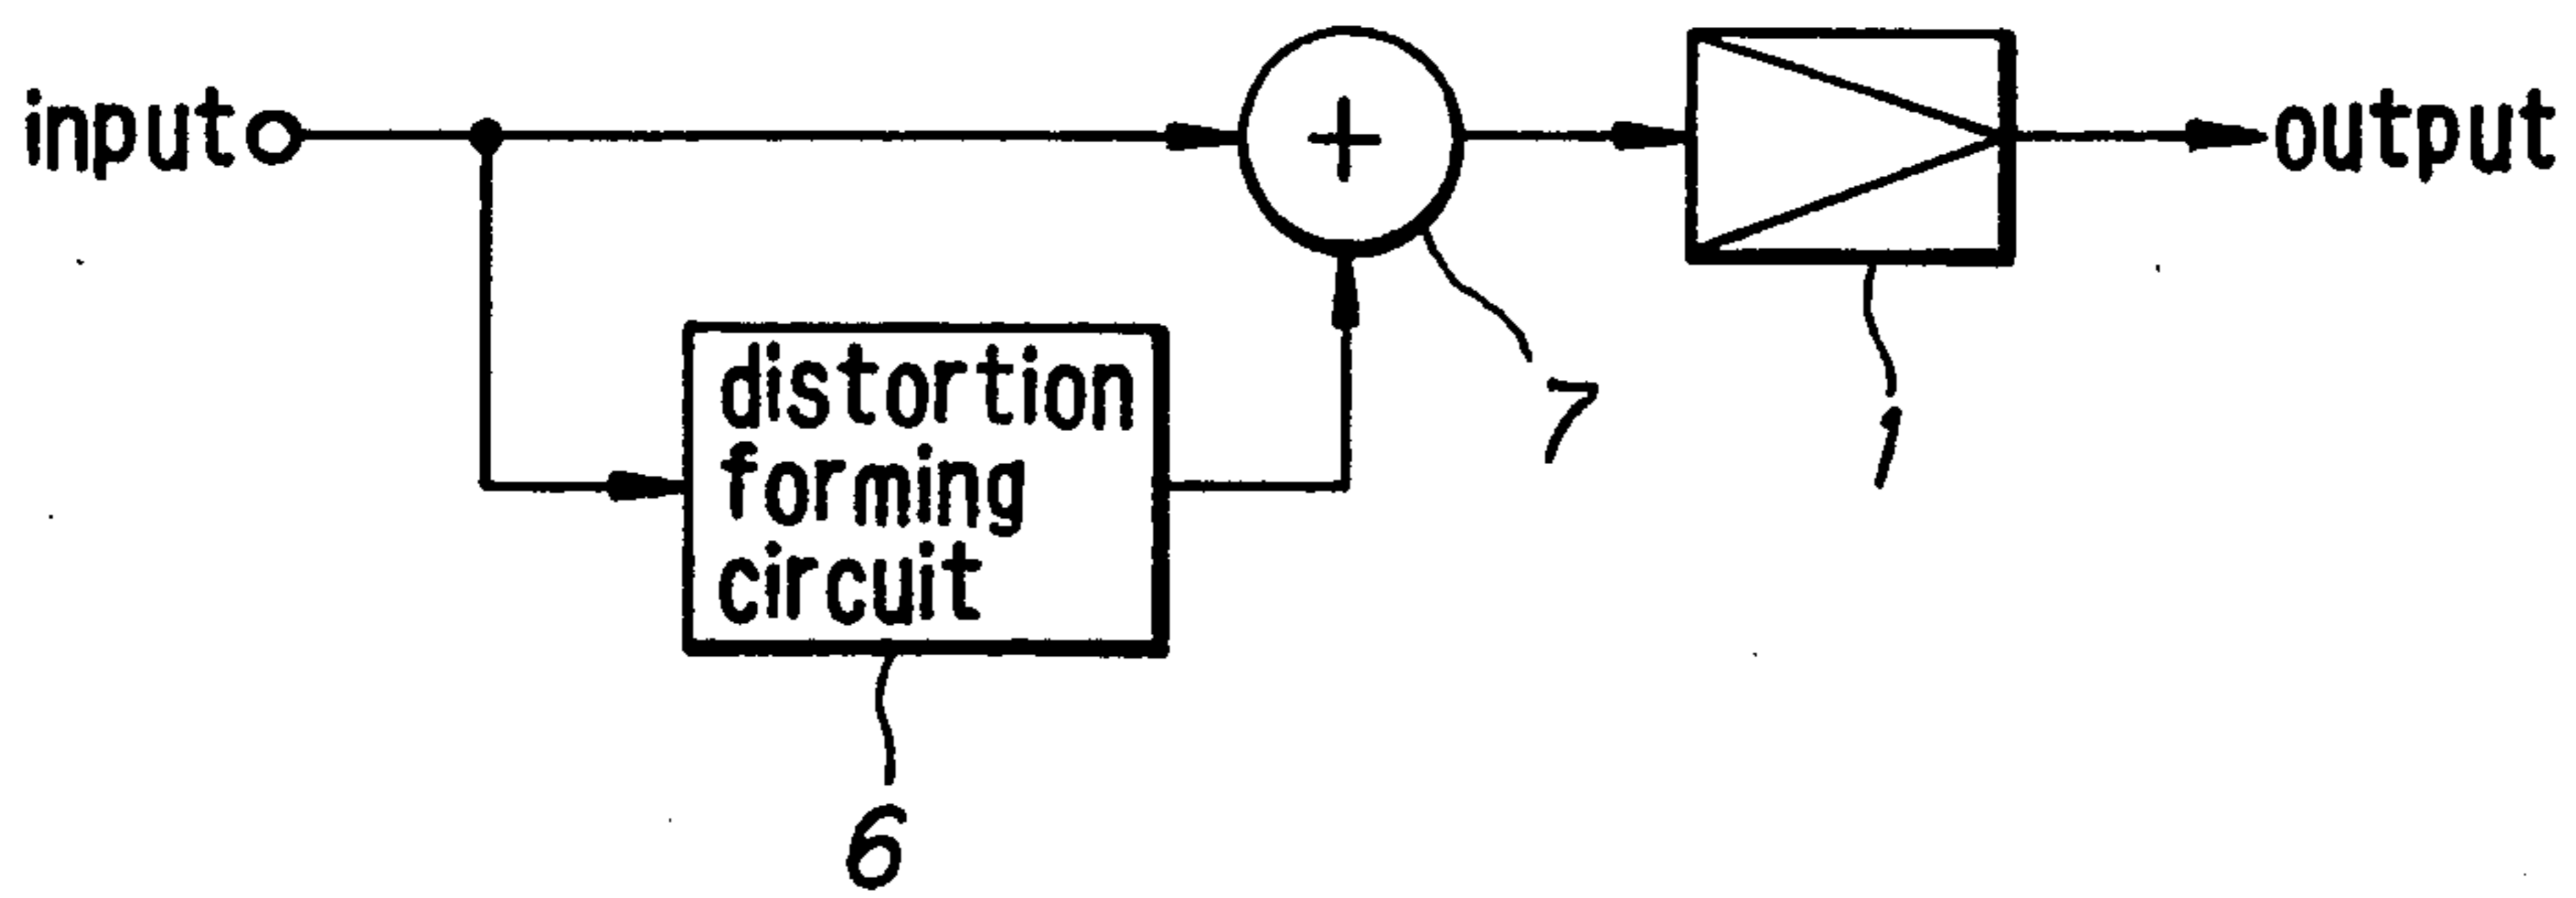 input
+
output
distortion
forming
circuit
7
1
6